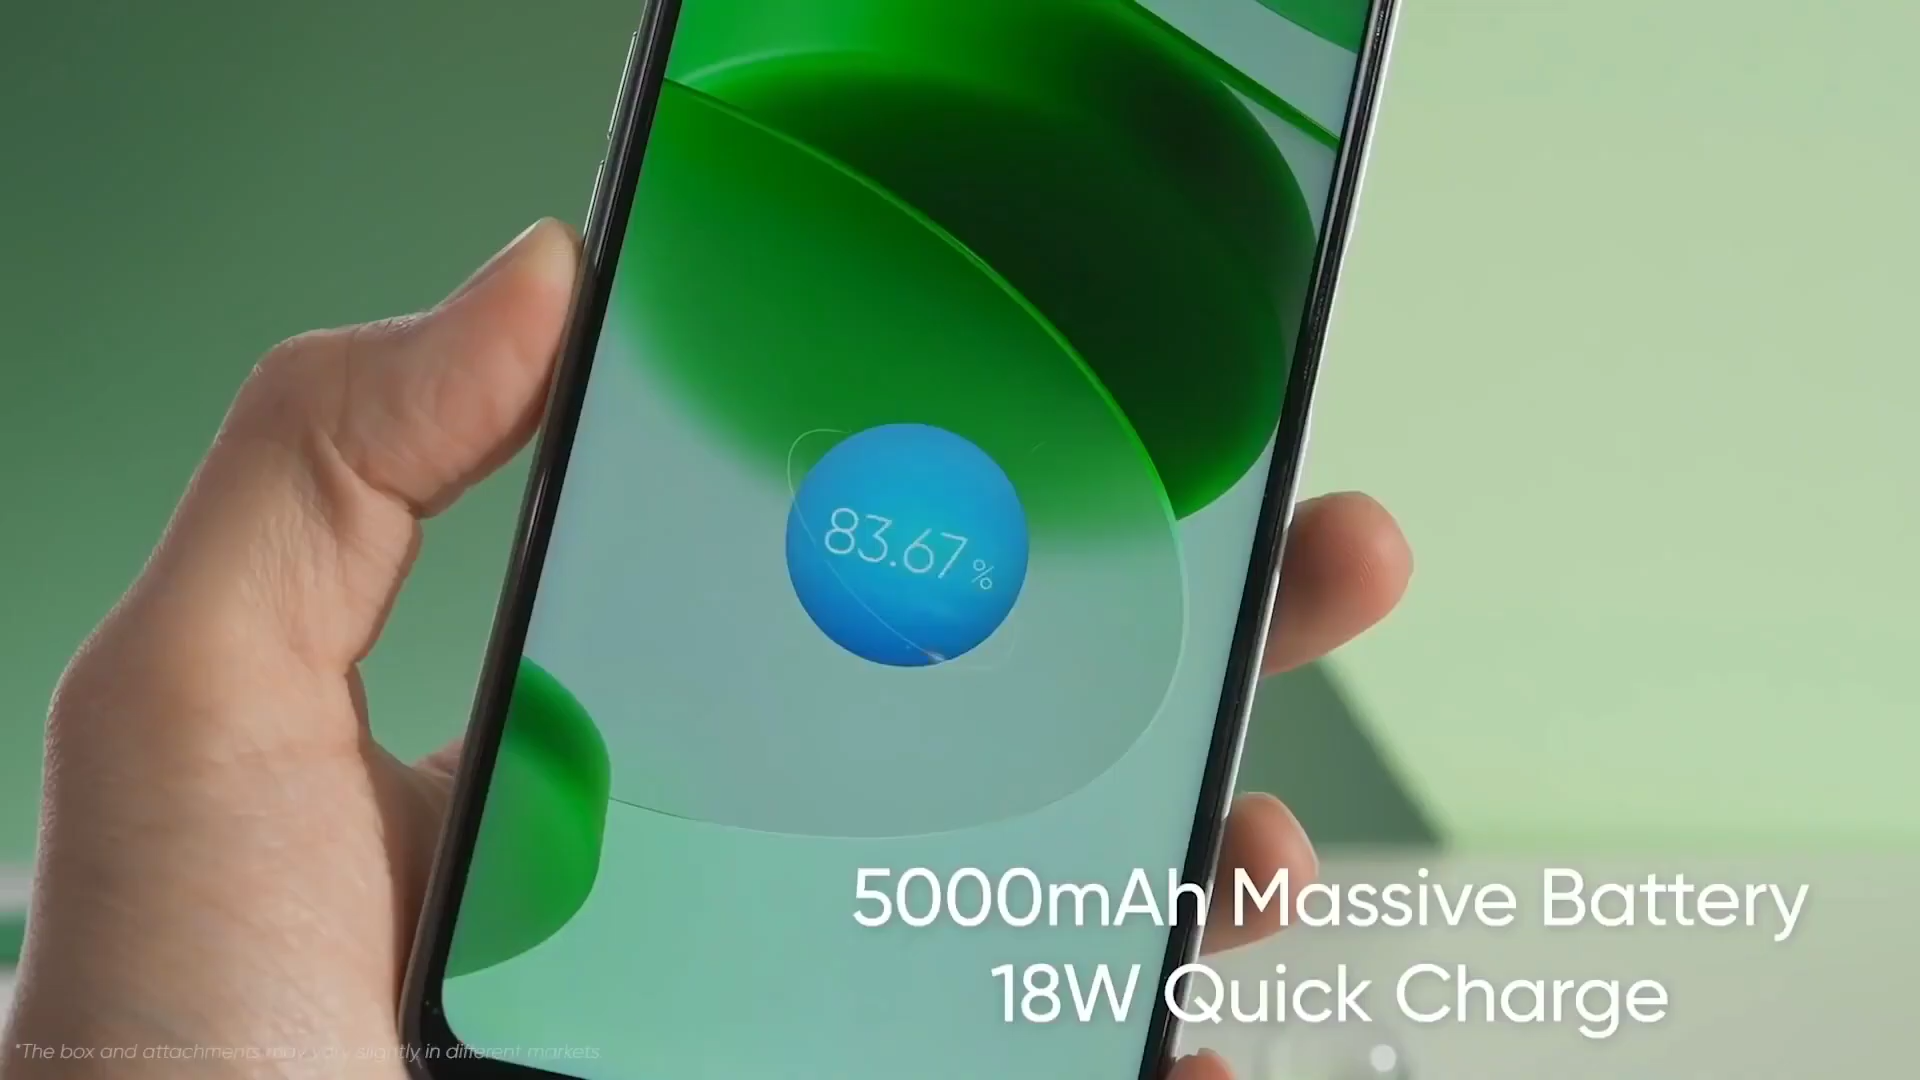 83.67%
5000mAh Massive Battery
18W Quick Charge
*The box and attachments may vary slightly in different markets.